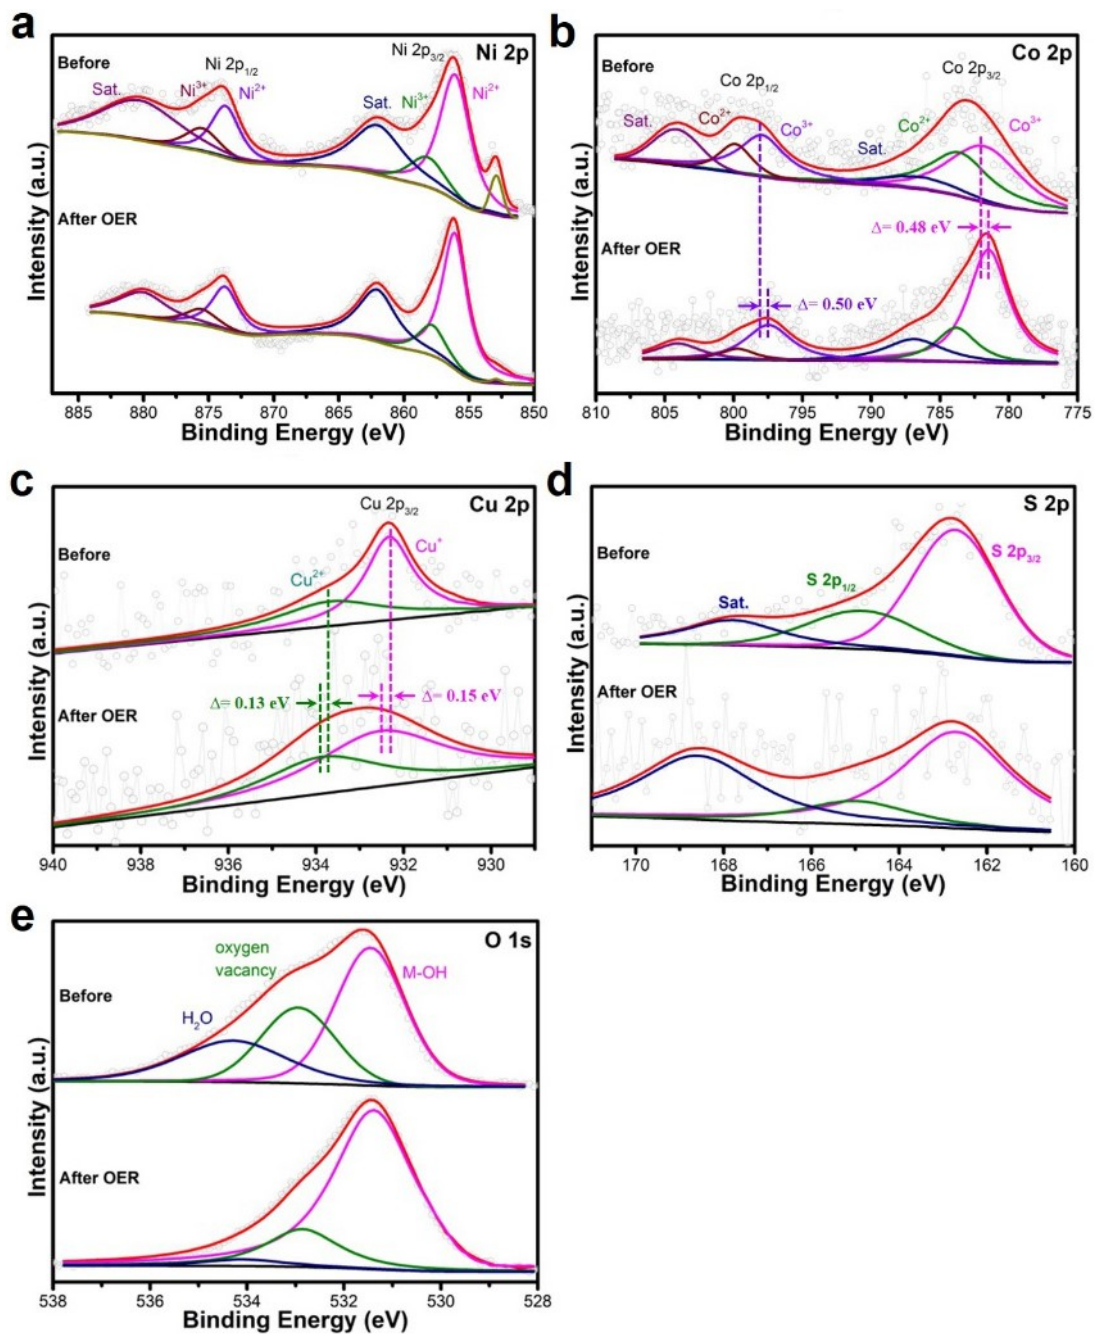 a
Ni 2p
Before
Sat.
Ni³⁺
Ni 2p₁/₂
Ni²⁺
Sat.
Ni 2p₃/₂
Ni³⁺
Ni²⁺
After OER
Intensity (a.u.)
885 880 875 870 865 860 855 850
Binding Energy (eV)
b
Co 2p
Before
Sat.
Co²⁺
Co 2p₁/₂
Co³⁺
Sat.
Co²⁺
Co 2p₃/₂
Co³⁺
Δ= 0.48 eV
After OER
Δ= 0.50 eV
Intensity (a.u.)
810 805 800 795 790 785 780 775
Binding Energy (eV)
c
Cu 2p
Cu 2p₃/₂
Before
Cu²⁺
Cu⁺
After OER
Δ= 0.13 eV
Δ= 0.15 eV
Intensity (a.u.)
940 938 936 934 932 930
Binding Energy (eV)
d
S 2p
Before
Sat.
S 2p₁/₂
S 2p₃/₂
After OER
Intensity (a.u.)
170 168 166 164 162 160
Binding Energy (eV)
e
O 1s
oxygen
vacancy
Before
H₂O
M-OH
After OER
Intensity (a.u.)
538 536 534 532 530 528
Binding Energy (eV)